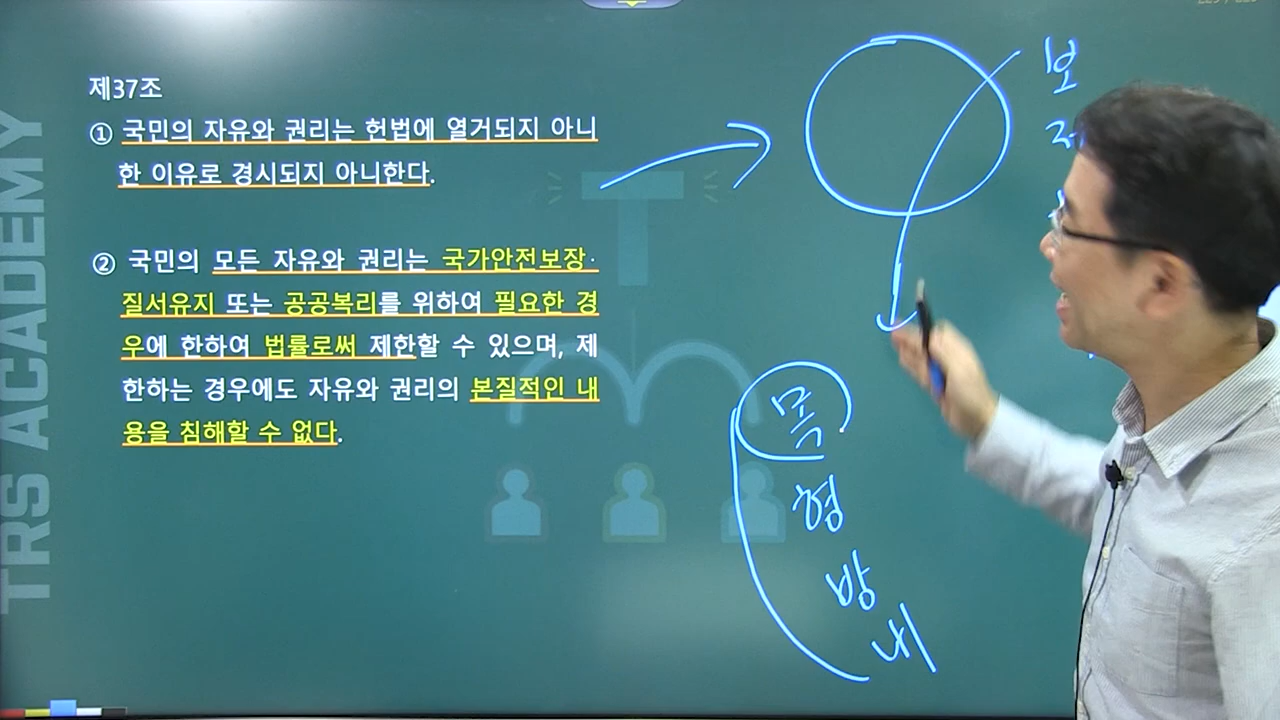 제37조
① 국민의 자유와 권리는 헌법에 열거되지 아니
한 이유로 경시되지 아니한다.
② 국민의 모든 자유와 권리는 국가안전보장·
질서유지 또는 공공복리를 위하여 필요한 경
우에 한하여 법률로써 제한할 수 있으며, 제
한하는 경우에도 자유와 권리의 본질적인 내
용을 침해할 수 없다.
보
목
형
방
내
TRS ACADEMY